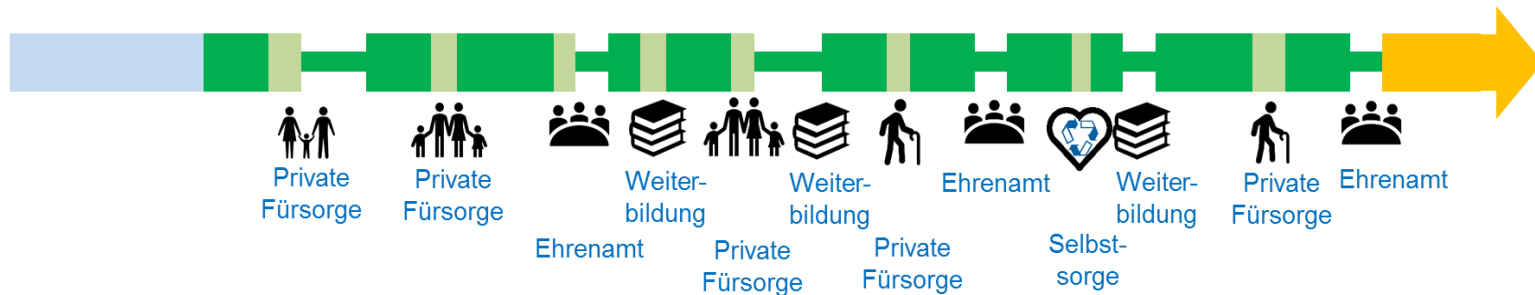 Private
Fürsorge
Private
Fürsorge
Ehrenamt
Weiter-
bildung
Private
Fürsorge
Weiter-
bildung
Private
Fürsorge
Ehrenamt
Selbst-
sorge
Weiter-
bildung
Private
Fürsorge
Ehrenamt